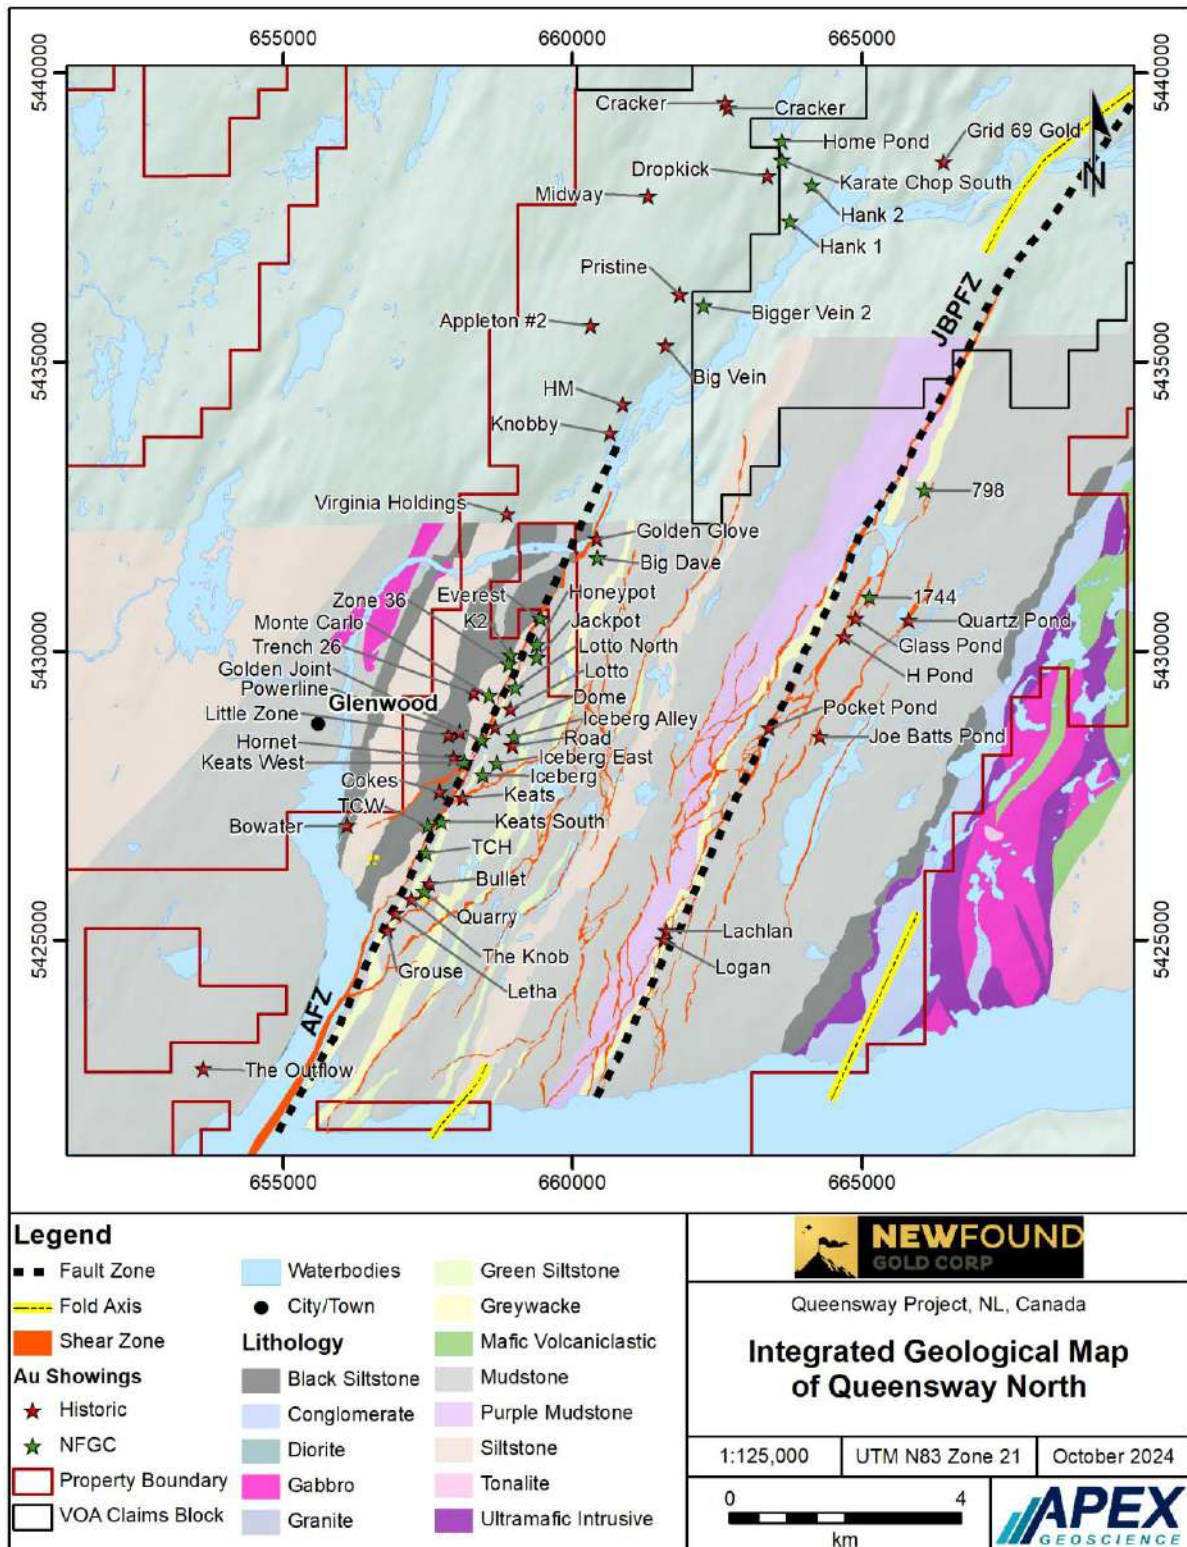 655000 660000 665000
5440000
5440000
Cracker Cracker
Home Pond Grid 69 Gold
Dropkick Karate Chop South
N
Midway Hank 2
Hank 1
Pristine
Bigger Vein 2
JBPFZ
Appleton #2
5435000
5435000
Big Vein
HM
Knobby
798
Virginia Holdings
Golden Glove
Big Dave
Everest Honeypot
Zone 36 1744
K2 Jackpot
Monte Carlo Quartz Pond
Trench 26 Lotto North Glass Pond
5430000
5430000
Golden Joint Lotto H Pond
Powerline Dome
Glenwood
Little Zone Iceberg Alley Pocket Pond
Hornet Road Joe Batts Pond
Keats West Iceberg East
Cokes Iceberg
TCW Keats
Bowater Keats South
TCH
Bullet
Quarry
5425000
5425000
The Knob Lachlan
Grouse Logan
Letha
AFZ
The Outflow
655000 660000 665000
Legend
Fault Zone
Fold Axis
Shear Zone
Au Showings
Historic
NFGC
Property Boundary
VOA Claims Block
Waterbodies
City/Town
Lithology
Black Siltstone
Conglomerate
Diorite
Gabbro
Granite
Green Siltstone
Greywacke
Mafic Volcaniclastic
Mudstone
Purple Mudstone
Siltstone
Tonalite
Ultramafic Intrusive
NEWFOUND
GOLD CORP
Queensway Project, NL, Canada
Integrated Geological Map
of Queensway North
1:125,000 UTM N83 Zone 21 October 2024
0 4
km
APEX
GEOSCIENCE